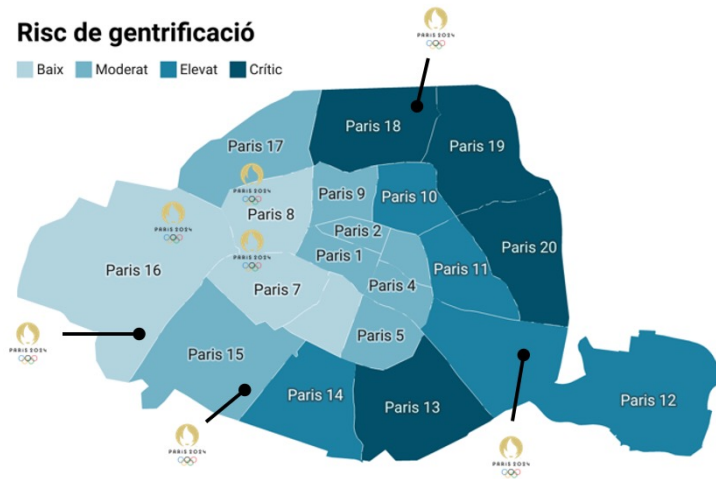 Risc de gentrificació
Baix Moderat Elevat Crític
PARIS 2024
Paris 18
Paris 17
Paris 19
PARIS 2024
Paris 9
Paris 10
Paris 8
PARIS 2024
Paris 2
PARIS 2024
Paris 20
Paris 1
Paris 11
Paris 16
Paris 7
Paris 4
PARIS 2024
Paris 5
Paris 15
Paris 14
Paris 12
Paris 13
PARIS 2024
PARIS 2024